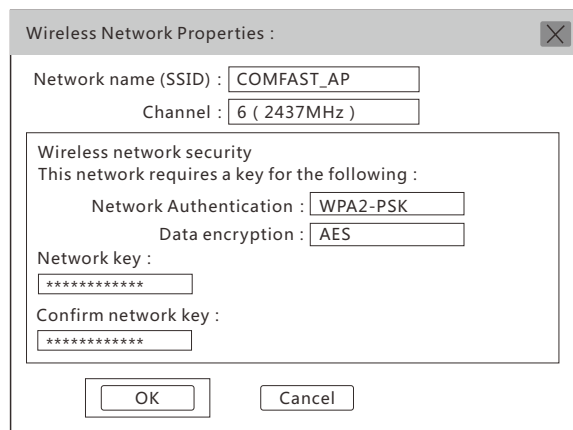 Wireless Network Properties :
Network name (SSID) : COMFAST_AP
Channel : 6 ( 2437MHz )
Wireless network security
This network requires a key for the following :
Network Authentication : WPA2-PSK
Data encryption : AES
Network key :
************
Confirm network key :
************
OK Cancel